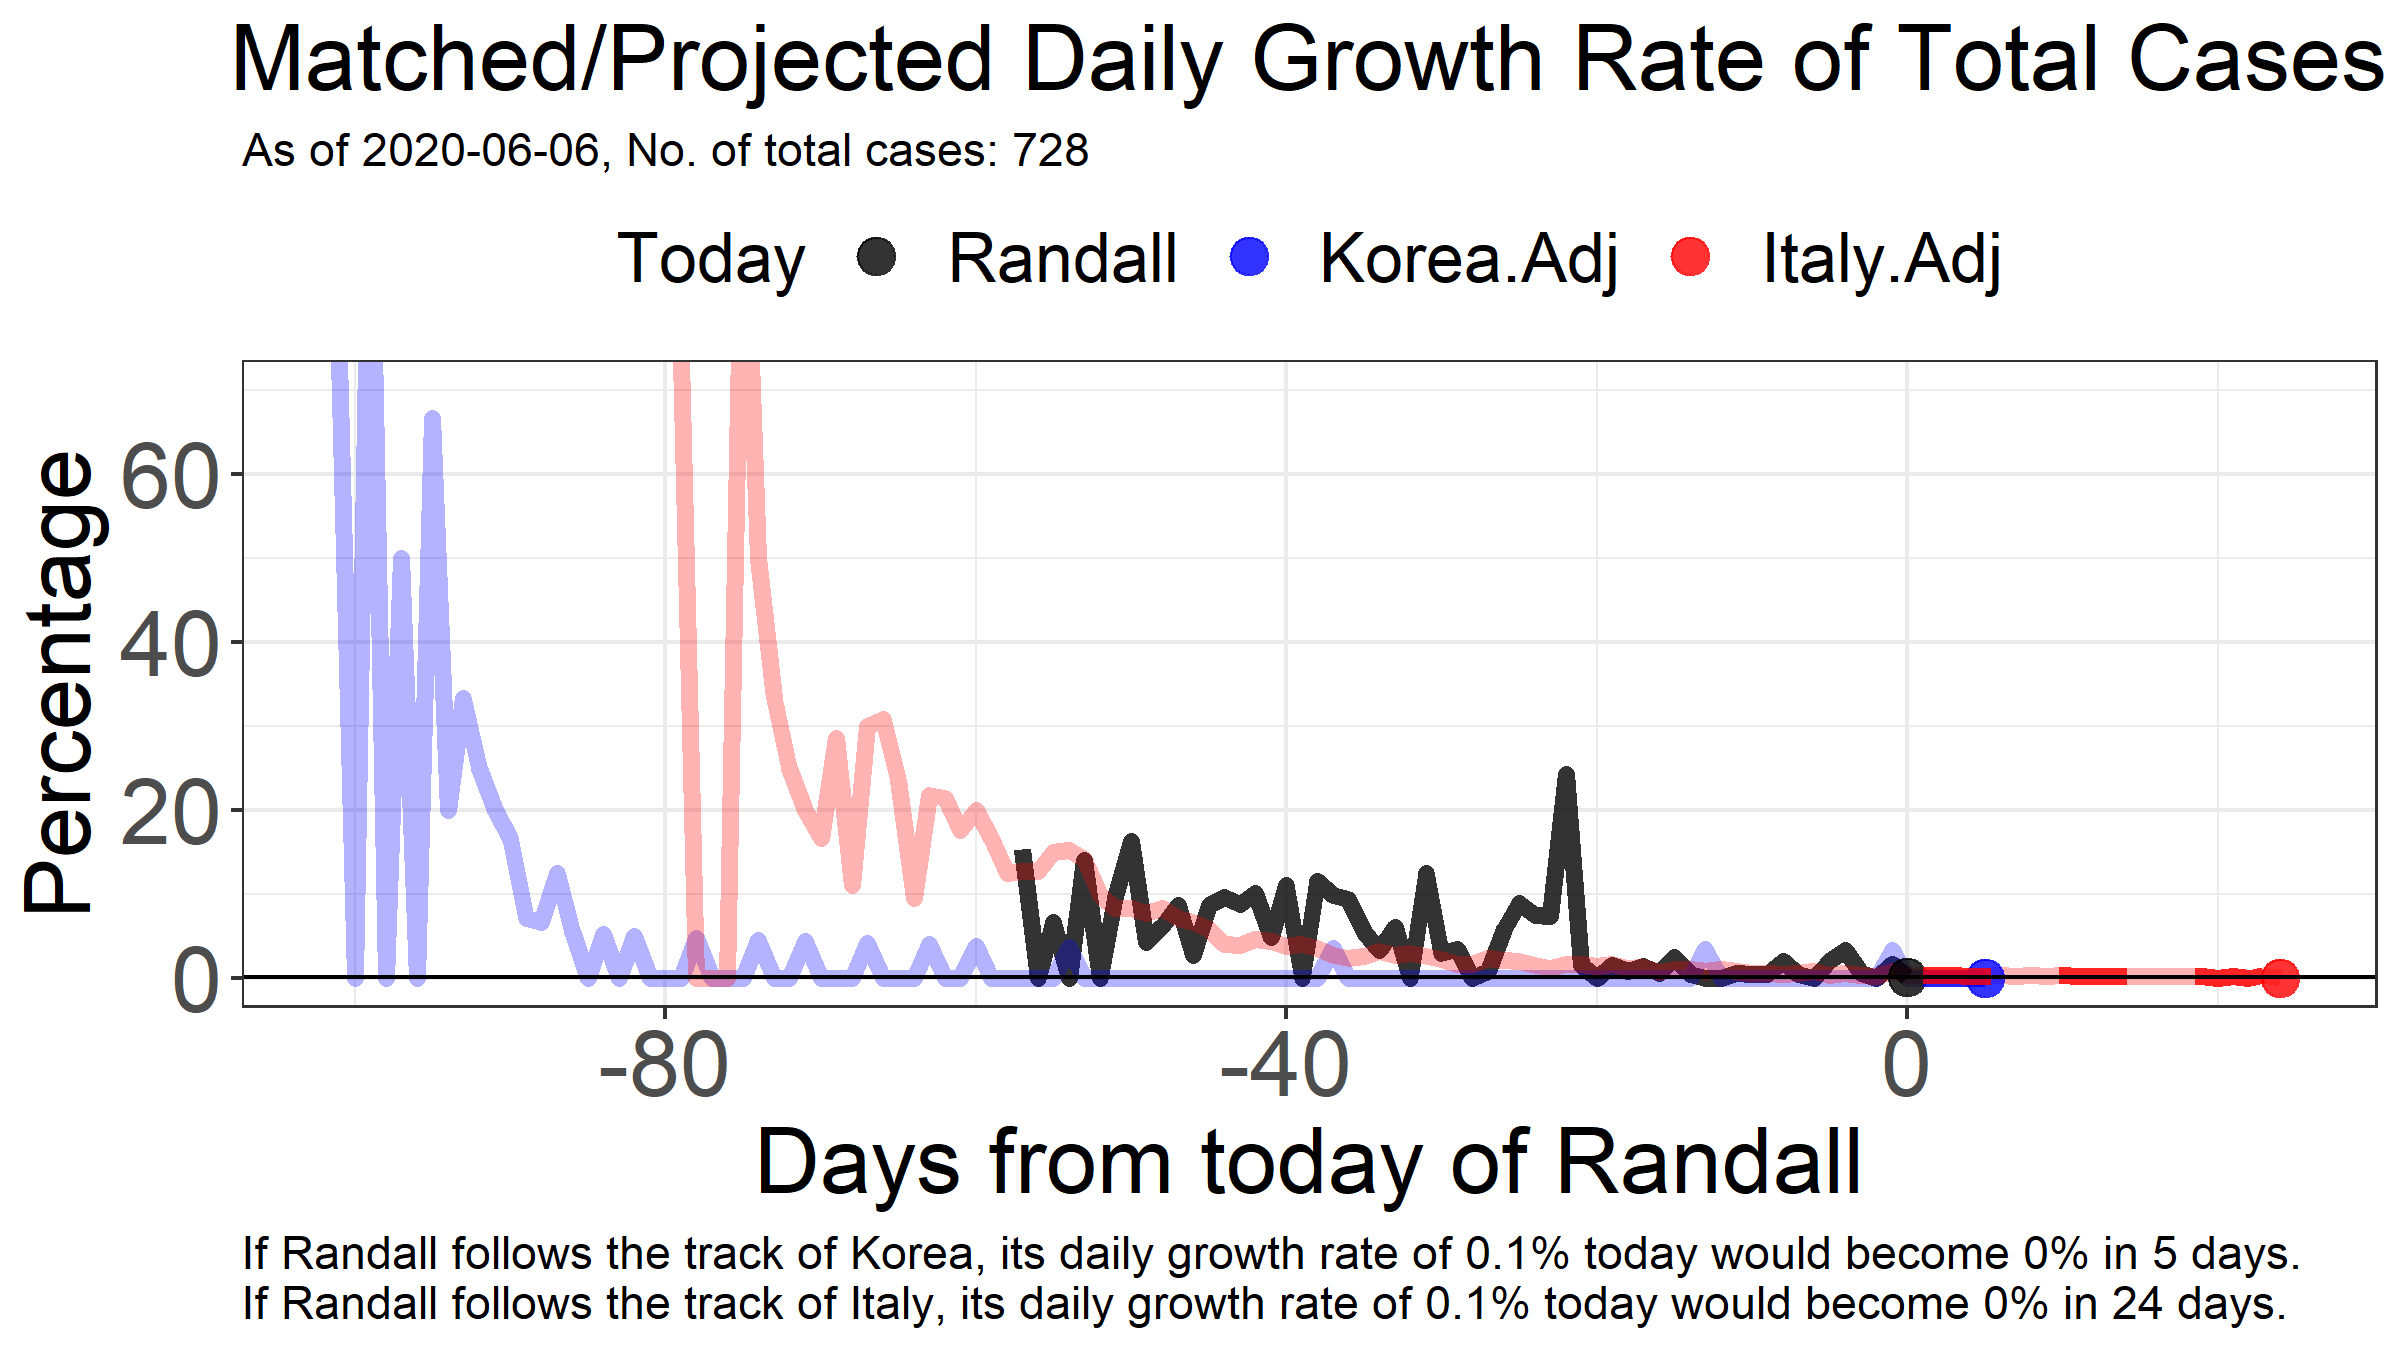 Matched/Projected Daily Growth Rate of Total Cases
As of 2020-06-06, No. of total cases: 728
Today Randall Korea.Adj Italy.Adj
Percentage
60
40
20
0
-80 -40 0
Days from today of Randall
If Randall follows the track of Korea, its daily growth rate of 0.1% today would become 0% in 5 days.
If Randall follows the track of Italy, its daily growth rate of 0.1% today would become 0% in 24 days.